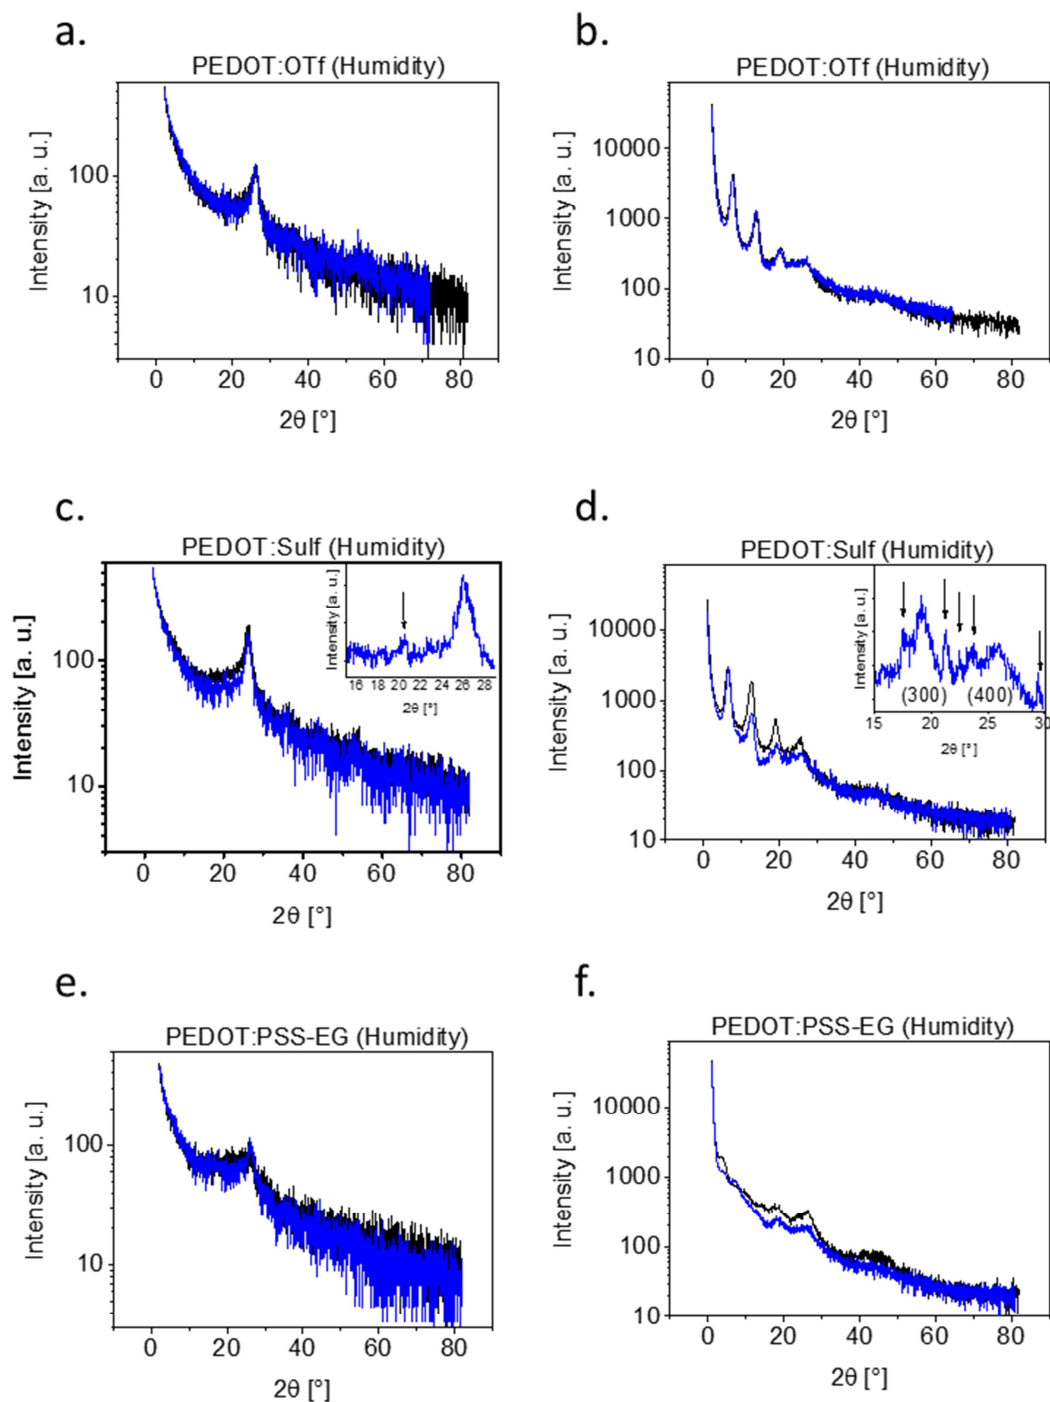 a.
PEDOT:OTf (Humidity)
Intensity [a. u.]
100
10
0 20 40 60 80
2θ [°]
b.
PEDOT:OTf (Humidity)
Intensity [a. u.]
10000
1000
100
10
0 20 40 60 80
2θ [°]
c.
PEDOT:Sulf (Humidity)
Intensity [a. u.]
100
10
0 20 40 60 80
2θ [°]
Intensity [a. u.]
16 18 20 22 24 26 28
2θ [°]
d.
PEDOT:Sulf (Humidity)
Intensity [a. u.]
10000
1000
100
10
0 20 40 60 80
2θ [°]
Intensity [a. u.]
(300) (400)
15 20 25 30
2θ [°]
e.
PEDOT:PSS-EG (Humidity)
Intensity [a. u.]
100
10
0 20 40 60 80
2θ [°]
f.
PEDOT:PSS-EG (Humidity)
Intensity [a. u.]
10000
1000
100
10
0 20 40 60 80
2θ [°]